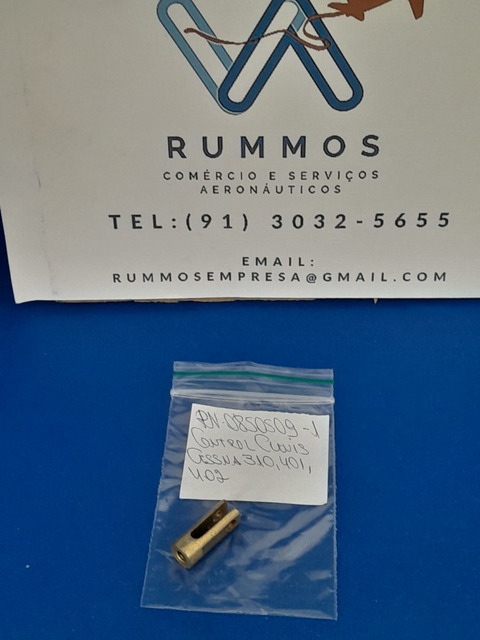 RUMMOS
COMÉRCIO E SERVIÇOS
AERONÁUTICOS
TEL:(91) 3032-5655
EMAIL:
RUMMOSEMPRESA@GMAIL.COM
PN-0850509-1
CONTROL CLEVIS
CESSNA 310, 401,
402